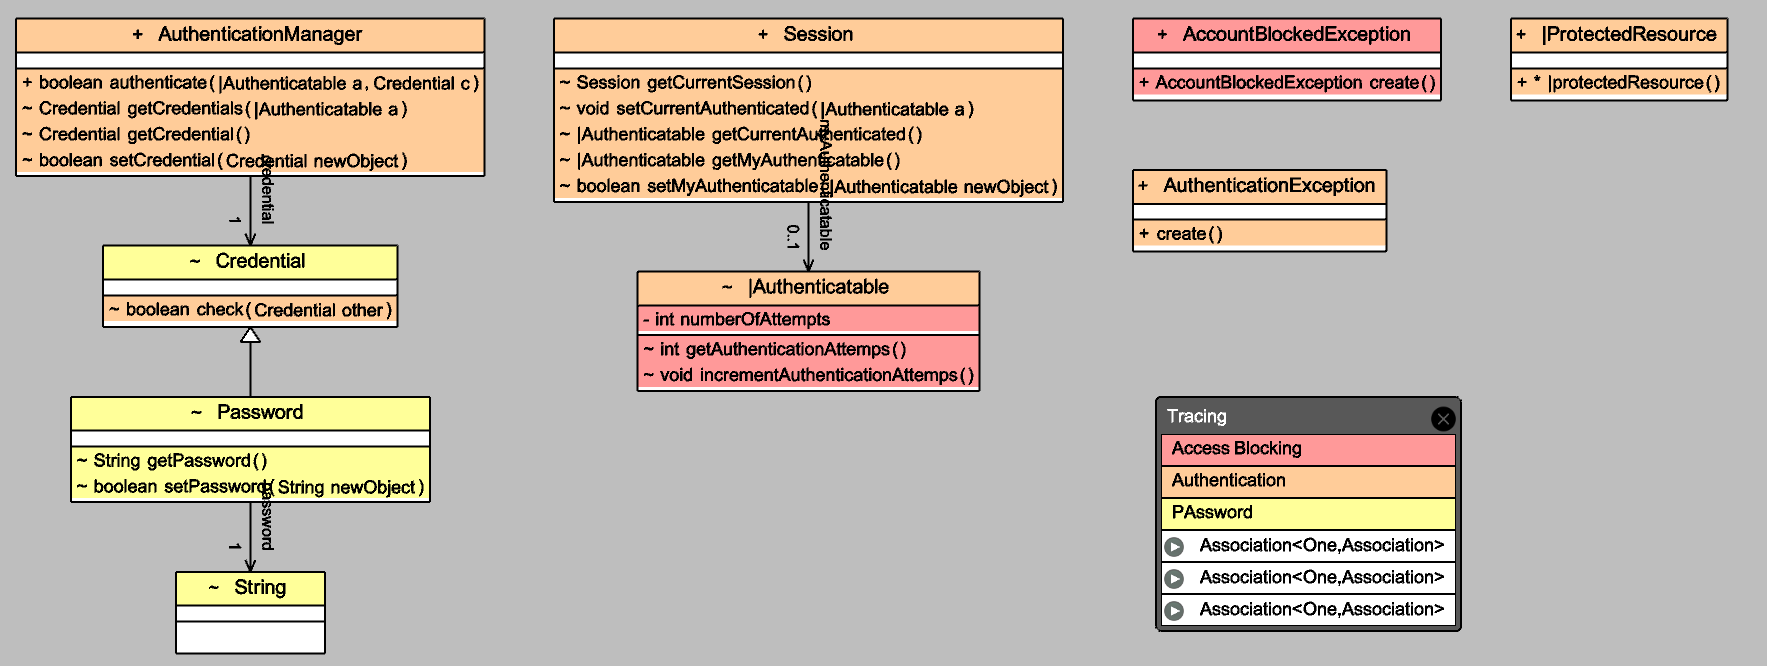 + AuthenticationManager
+ boolean authenticate(|Authenticatable a, Credential c)
~ Credential getCredentials(|Authenticatable a)
~ Credential getCredential()
~ boolean setCredential(Credential newObject)
credential
1
~ Credential
~ boolean check(Credential other)
~ Password
~ String getPassword()
~ boolean setPassword(String newObject)
password
1
~ String
+ Session
~ Session getCurrentSession()
~ void setCurrentAuthenticated(|Authenticatable a)
~ |Authenticatable getCurrentAuthenticated()
~ |Authenticatable getMyAuthenticatable()
~ boolean setMyAuthenticatable(|Authenticatable newObject)
myAuthenticatable
0..1
~ |Authenticatable
- int numberOfAttempts
~ int getAuthenticationAttemps()
~ void incrementAuthenticationAttemps()
+ AccountBlockedException
+ AccountBlockedException create()
+ |ProtectedResource
+ * |protectedResource()
+ AuthenticationException
+ create()
Tracing
Access Blocking
Authentication
PAssword
Association<One,Association>
Association<One,Association>
Association<One,Association>